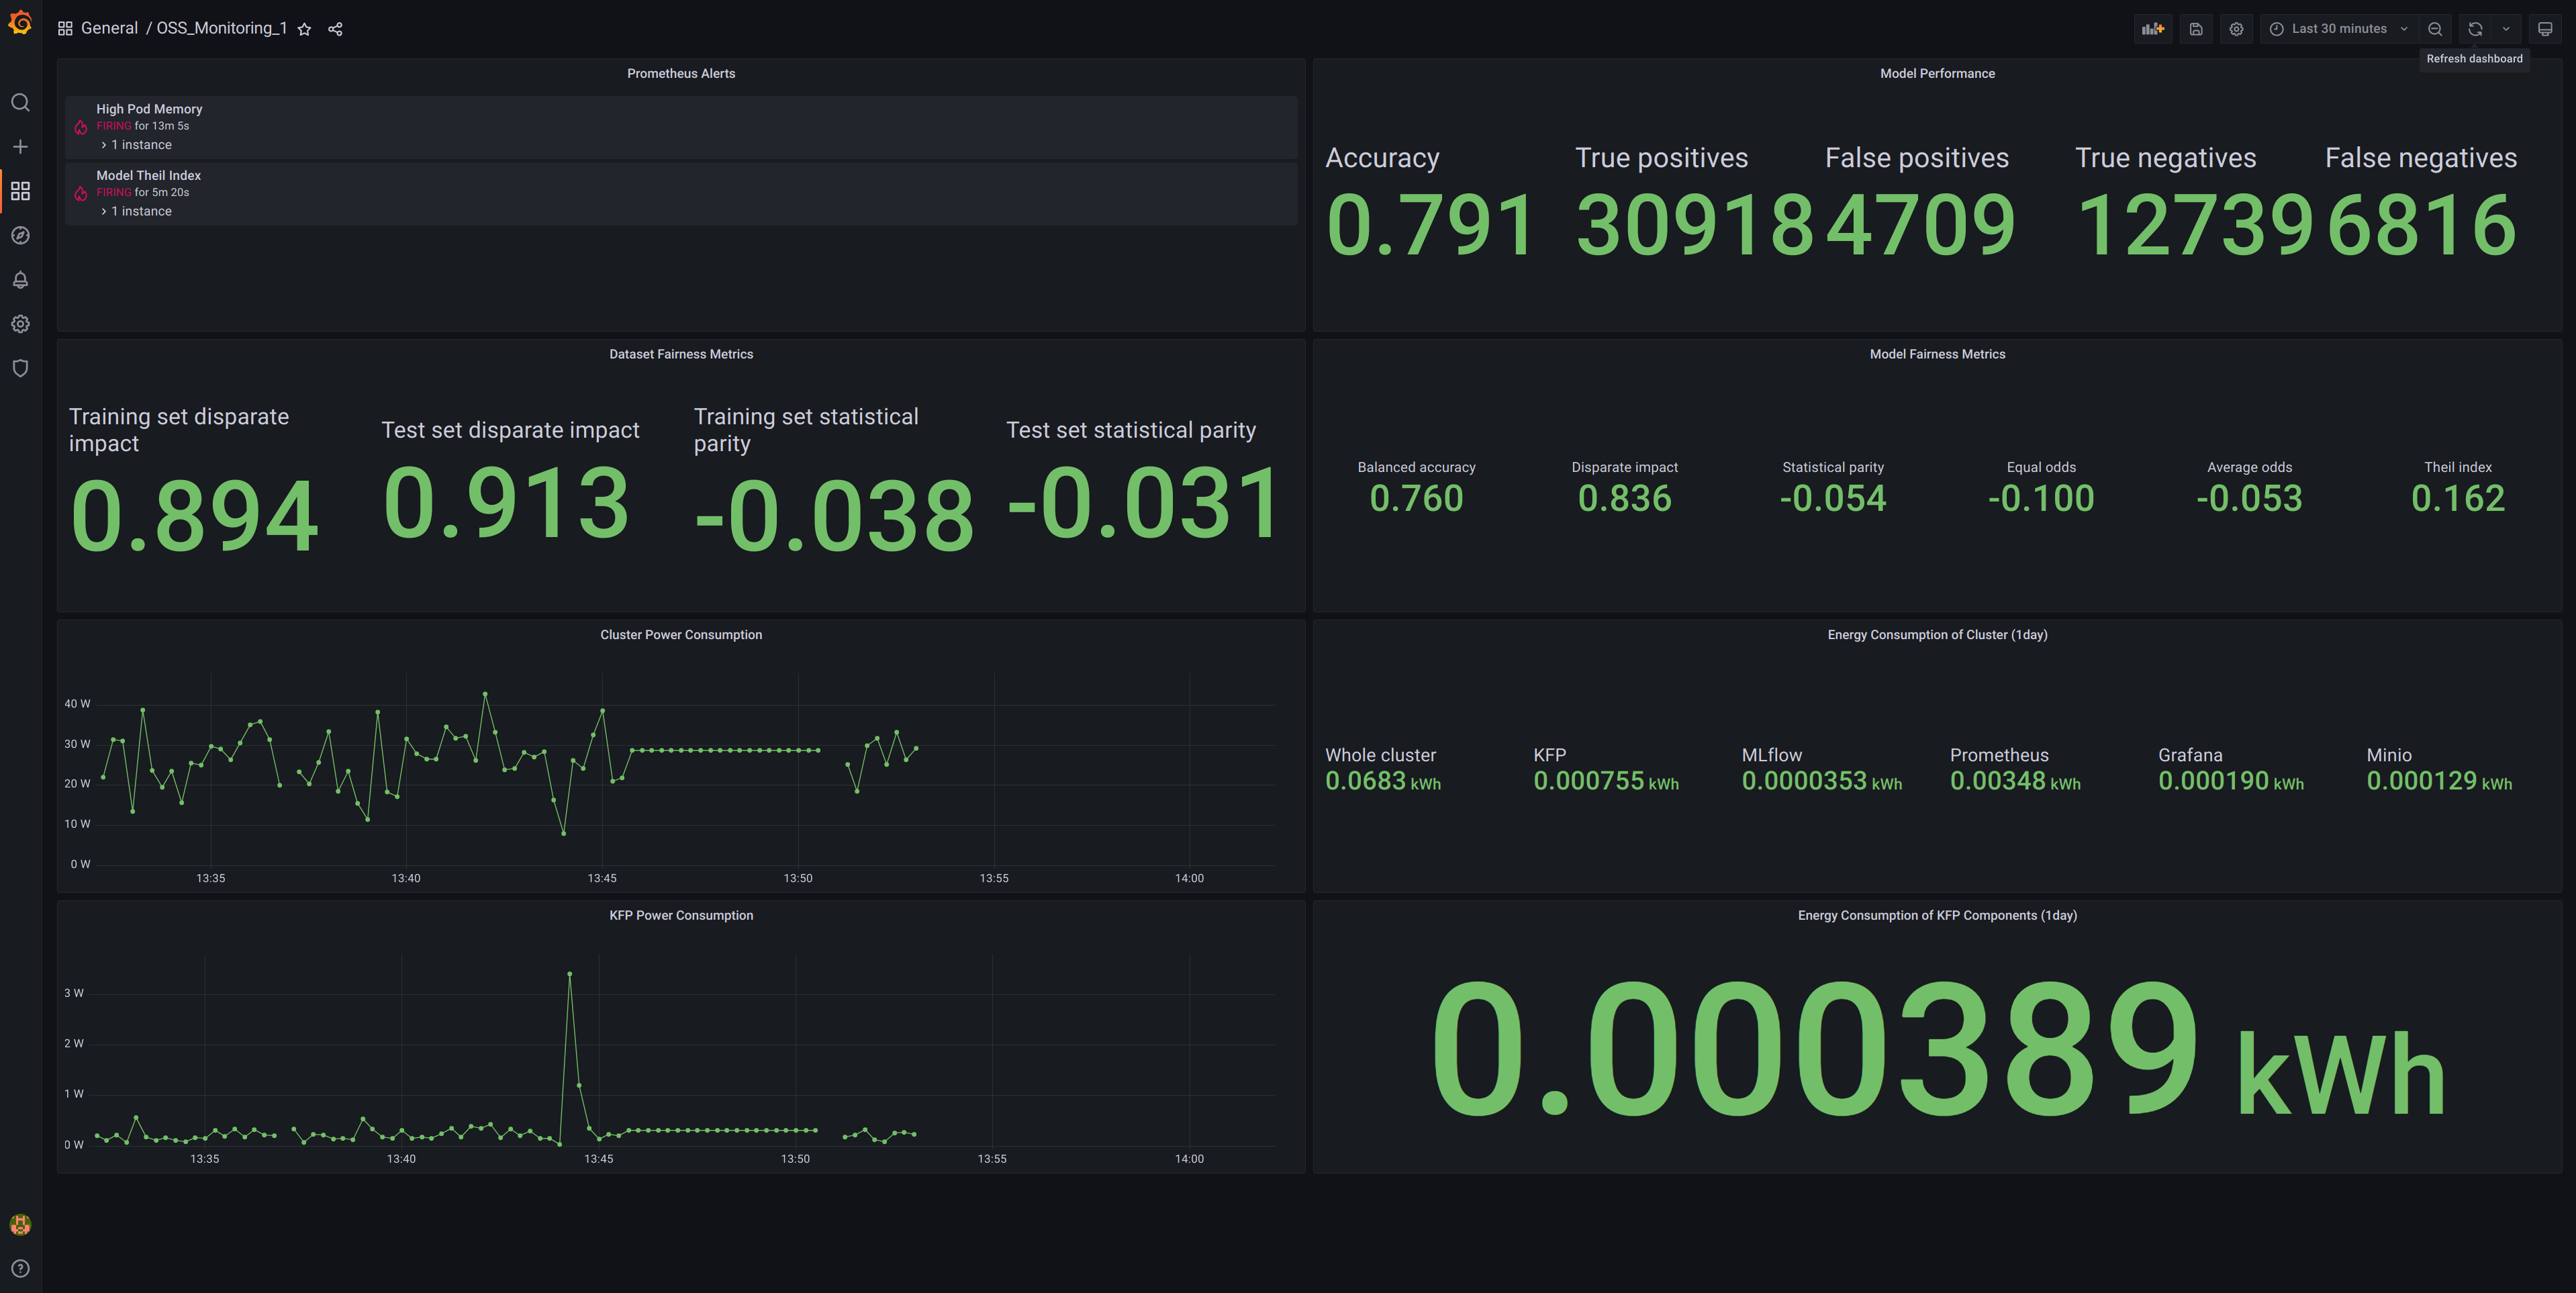 General / OSS_Monitoring_1
Last 30 minutes
Refresh dashboard
Prometheus Alerts
High Pod Memory
FIRING for 13m 5s
1 instance
Model Theil Index
FIRING for 5m 20s
1 instance
Model Performance
Accuracy
0.791
True positives
30918
False positives
4709
True negatives
12739
False negatives
6816
Dataset Fairness Metrics
Training set disparate
impact
0.894
Test set disparate impact
0.913
Training set statistical
parity
-0.038
Test set statistical parity
-0.031
Model Fairness Metrics
Balanced accuracy
0.760
Disparate impact
0.836
Statistical parity
-0.054
Equal odds
-0.100
Average odds
-0.053
Theil index
0.162
Cluster Power Consumption
40 W
30 W
20 W
10 W
0 W
13:35 13:40 13:45 13:50 13:55 14:00
Energy Consumption of Cluster (1day)
Whole cluster
0.0683 kWh
KFP
0.000755 kWh
MLflow
0.0000353 kWh
Prometheus
0.00348 kWh
Grafana
0.000190 kWh
Minio
0.000129 kWh
KFP Power Consumption
3 W
2 W
1 W
0 W
13:35 13:40 13:45 13:50 13:55 14:00
Energy Consumption of KFP Components (1day)
0.000389 kWh